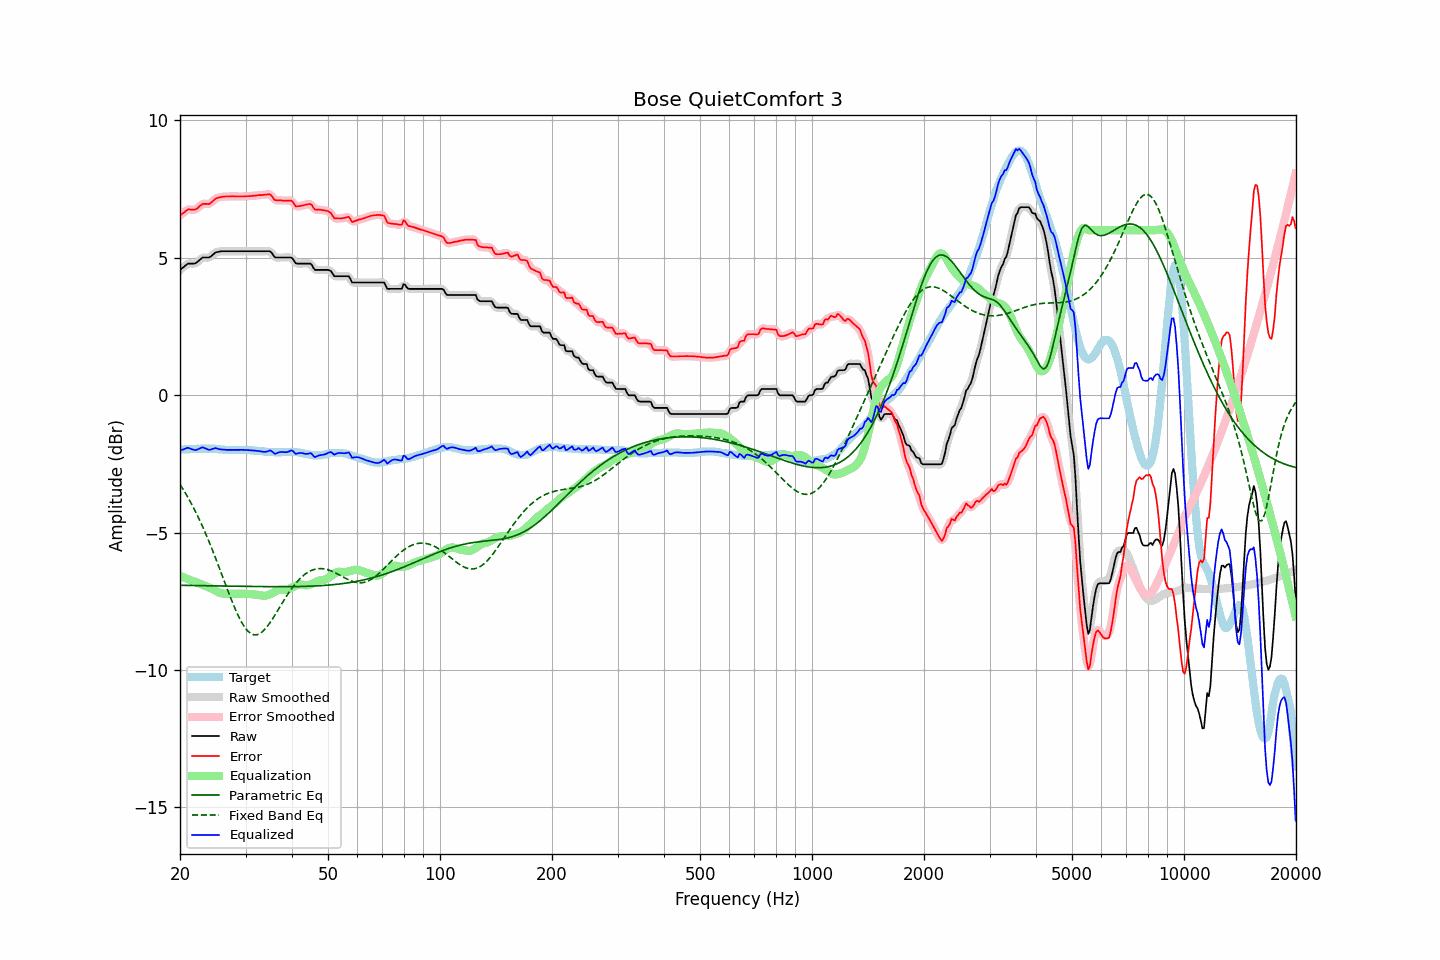 Bose QuietComfort 3
Amplitude (dBr)
10
5
0
−5
−10
−15
Target
Raw Smoothed
Error Smoothed
Raw
Error
Equalization
Parametric Eq
Fixed Band Eq
Equalized
20 50 100 200 500 1000 2000 5000 10000 20000
Frequency (Hz)